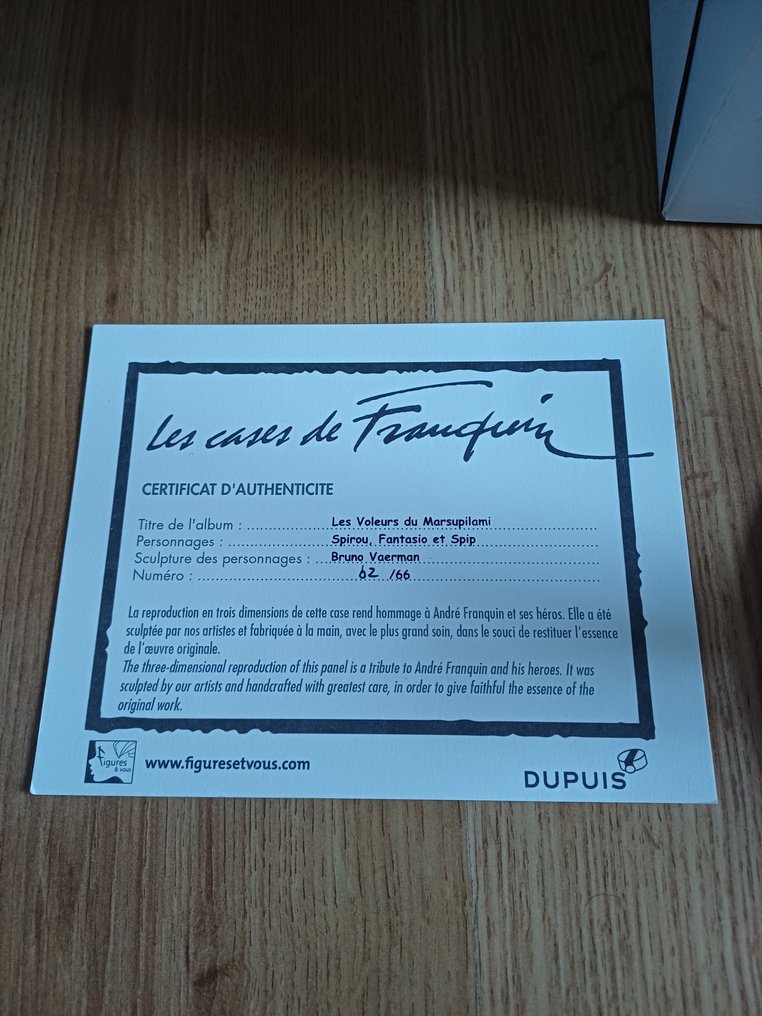 Les cases de Franquin
CERTIFICAT D'AUTHENTICITE
Titre de l'album : Les Voleurs du Marsupilami
Personnages : Spirou, Fantasio et Spip
Sculpture des personnages : Bruno Vaerman
Numéro : 62 /66
La reproduction en trois dimensions de cette case rend hommage à André Franquin et ses héros. Elle a été
sculptée par nos artistes et fabriquée à la main, avec le plus grand soin, dans le souci de restituer l'essence
de l'œuvre originale.
The three-dimensional reproduction of this panel is a tribute to André Franquin and his heroes. It was
sculpted by our artists and handcrafted with greatest care, in order to give faithful the essence of the
original work.
Figures
& vous
www.figuresetvous.com
DUPUIS